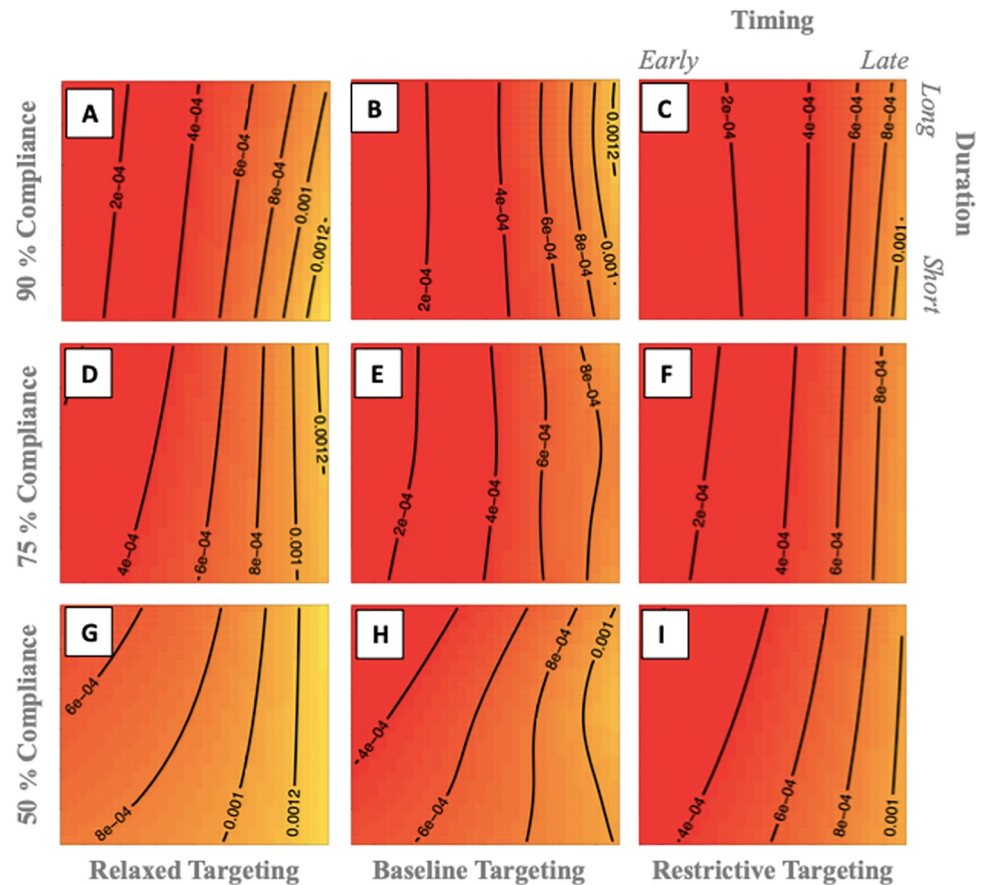 Timing
Early Late
90 % Compliance
A
2e−04
4e−04
6e−04
8e−04
0.001
0.0012
B
2e−04
4e−04
6e−04
8e−04
0.001
0.0012
C
2e−04
4e−04
6e−04
8e−04
0.001
Long
Short
Duration
75 % Compliance
D
4e−04
6e−04
8e−04
0.001
0.0012
E
2e−04
4e−04
6e−04
8e−04
F
2e−04
4e−04
6e−04
8e−04
50 % Compliance
G
6e−04
8e−04
0.001
0.0012
H
4e−04
6e−04
8e−04
0.001
I
4e−04
6e−04
8e−04
0.001
Relaxed Targeting Baseline Targeting Restrictive Targeting